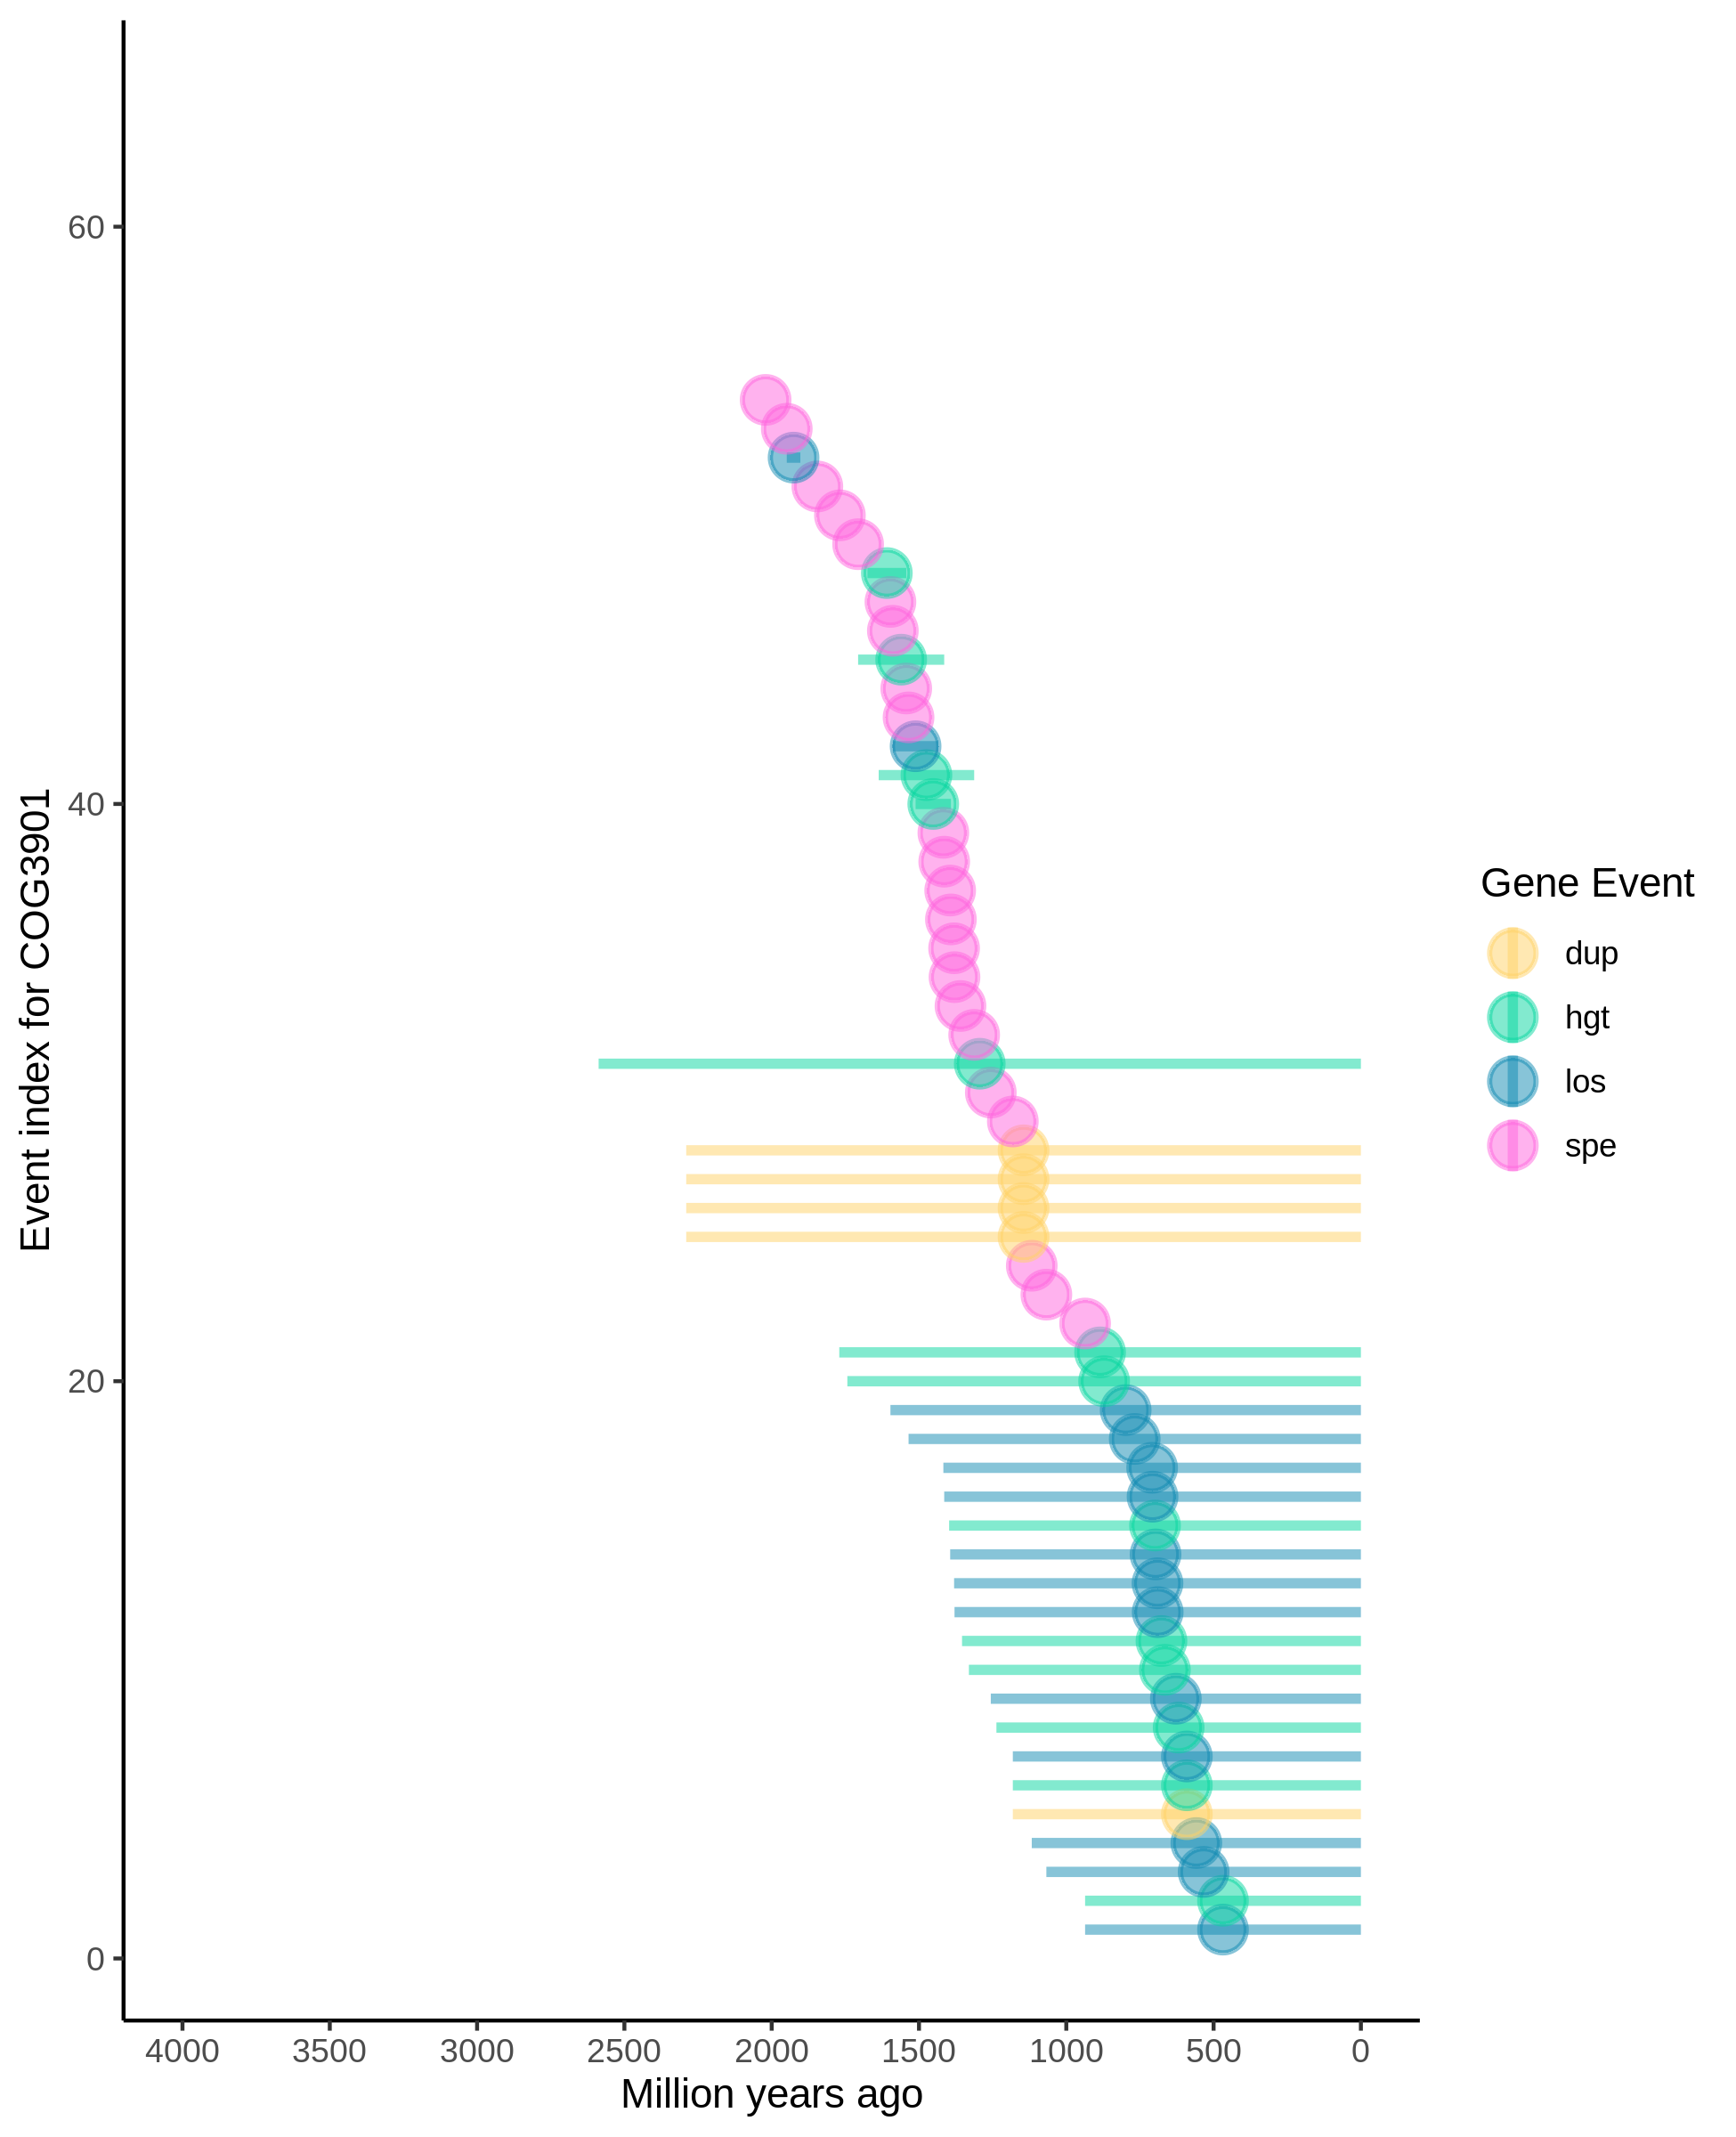 60
40
20
0
Event index for COG3901
4000 3500 3000 2500 2000 1500 1000 500 0
Million years ago
Gene Event
dup
hgt
los
spe